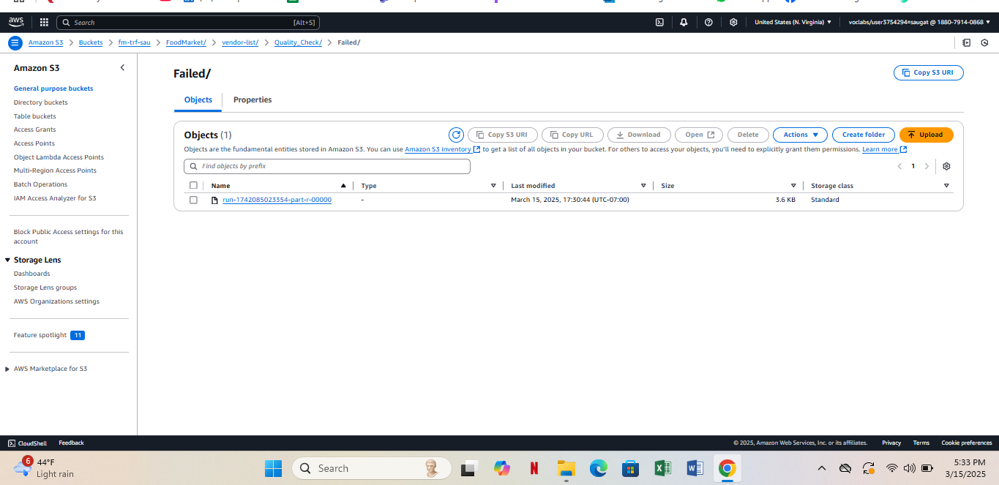 aws
Search
[Alt+S]
United States (N. Virginia)
voclabs/user3754294=saugat @ 1880-7914-0868
Amazon S3
Buckets
fm-trf-sau
FoodMarket/
vendor-list/
Quality_Check/
Failed/
Amazon S3
General purpose buckets
Directory buckets
Table buckets
Access Grants
Access Points
Object Lambda Access Points
Multi-Region Access Points
Batch Operations
IAM Access Analyzer for S3
Block Public Access settings for this
account
Storage Lens
Dashboards
Storage Lens groups
AWS Organizations settings
Feature spotlight 11
AWS Marketplace for S3
Failed/
Copy S3 URI
Objects
Properties
Objects (1)
Copy S3 URI
Copy URL
Download
Open
Delete
Actions
Create folder
Upload
Objects are the fundamental entities stored in Amazon S3. You can use Amazon S3 inventory to get a list of all objects in your bucket. For others to access your objects, you'll need to explicitly grant them permissions. Learn more
Find objects by prefix
1
Name
Type
Last modified
Size
Storage class
run-1742085023354-part-r-00000
-
March 15, 2025, 17:30:44 (UTC-07:00)
3.6 KB
Standard
CloudShell
Feedback
© 2025, Amazon Web Services, Inc. or its affiliates.
Privacy
Terms
Cookie preferences
6
44°F
Light rain
Search
5:33 PM
3/15/2025